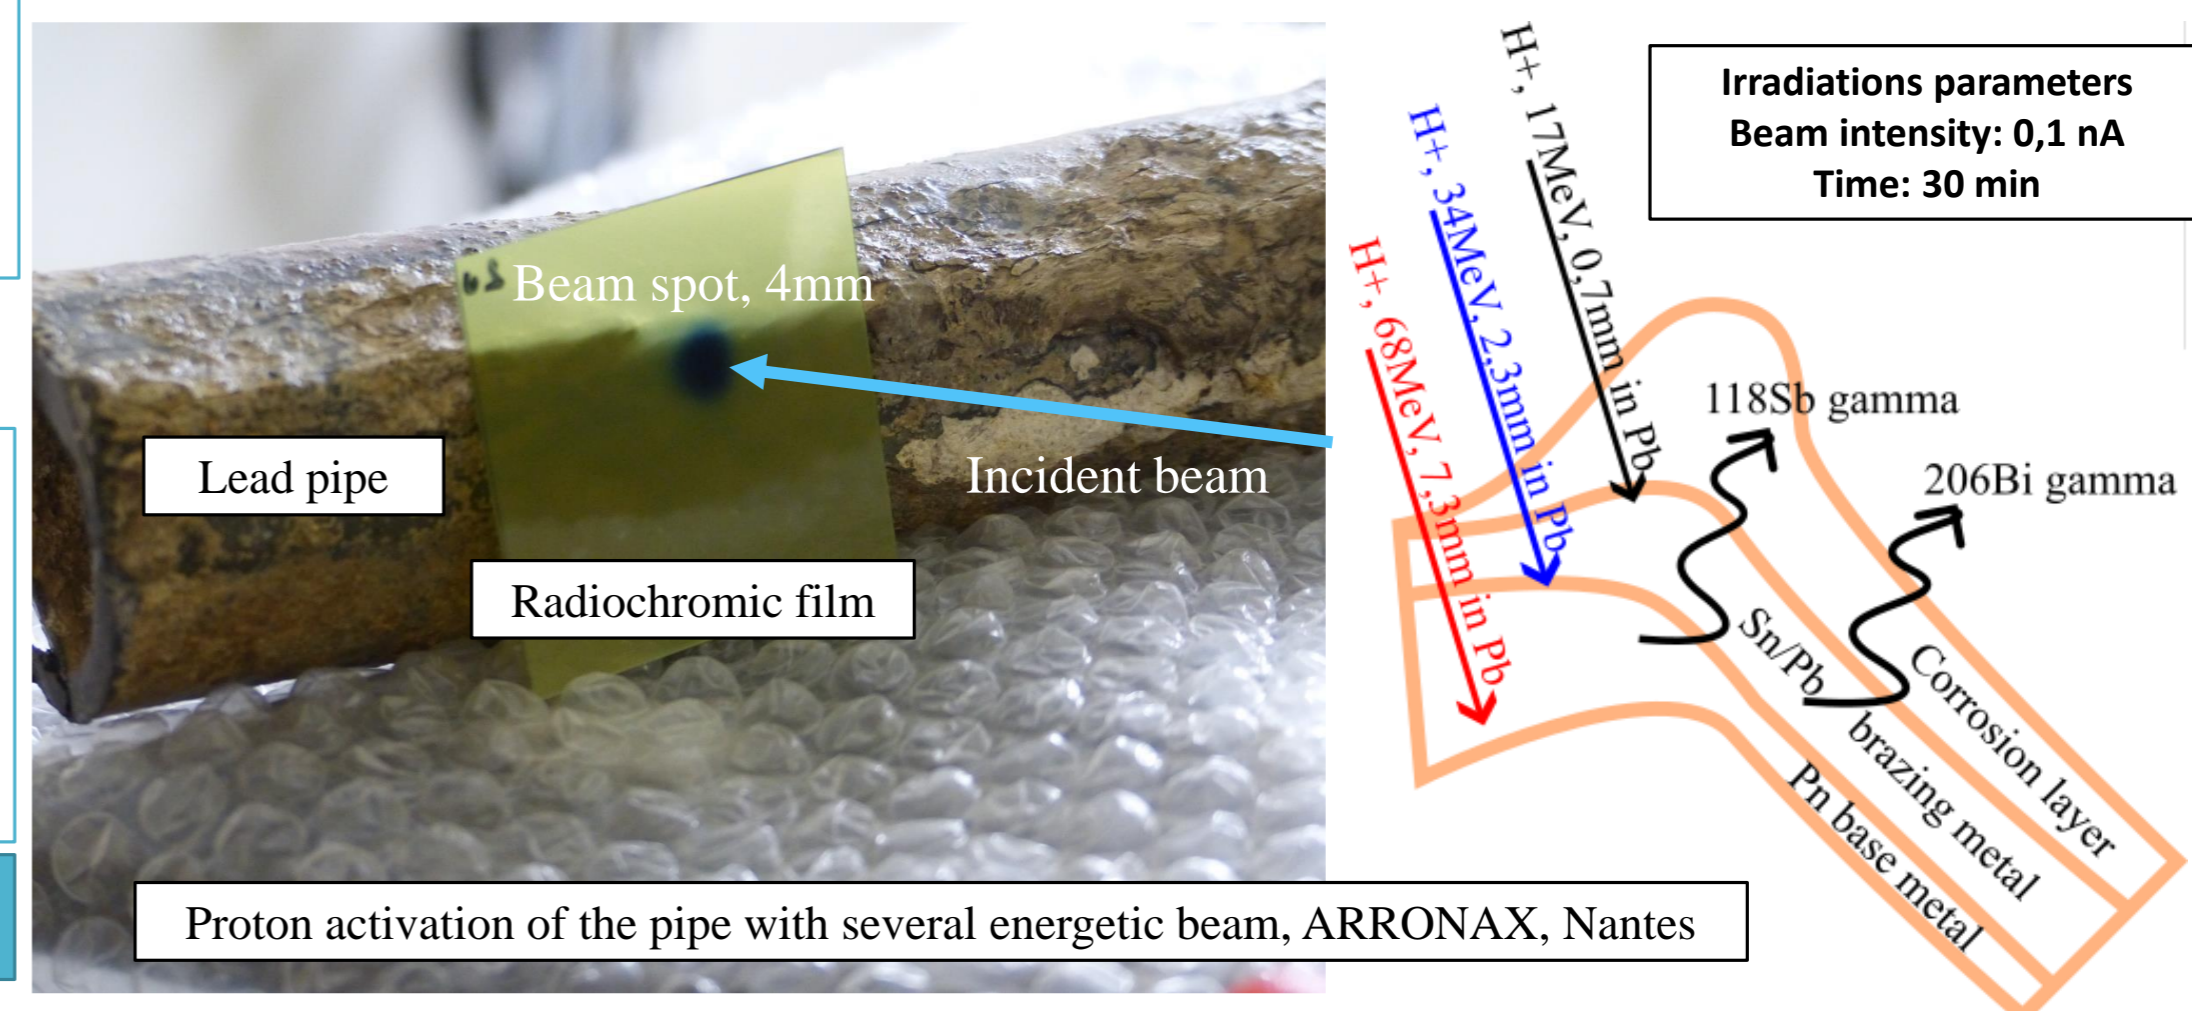 Irradiations parameters
Beam intensity: 0,1 nA
Time: 30 min
H+, 17MeV, 0,7mm in Pb
H+, 34MeV, 2,3mm in Pb
H+, 68MeV, 7,3mm in Pb
Beam spot, 4mm
Incident beam
Lead pipe
Radiochromic film
118Sb gamma
206Bi gamma
Sn/Pb
brazing metal
Corrosion layer
Pn base metal
Proton activation of the pipe with several energetic beam, ARRONAX, Nantes